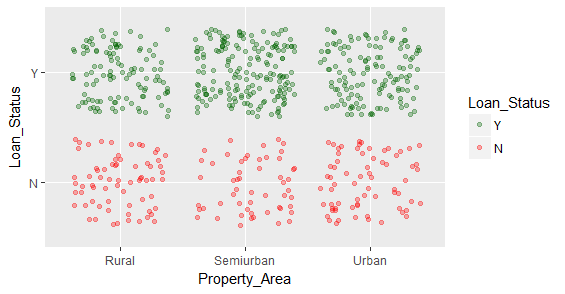 Loan_Status
Y
N
Rural
Semiurban
Urban
Property_Area
Loan_Status
Y
N